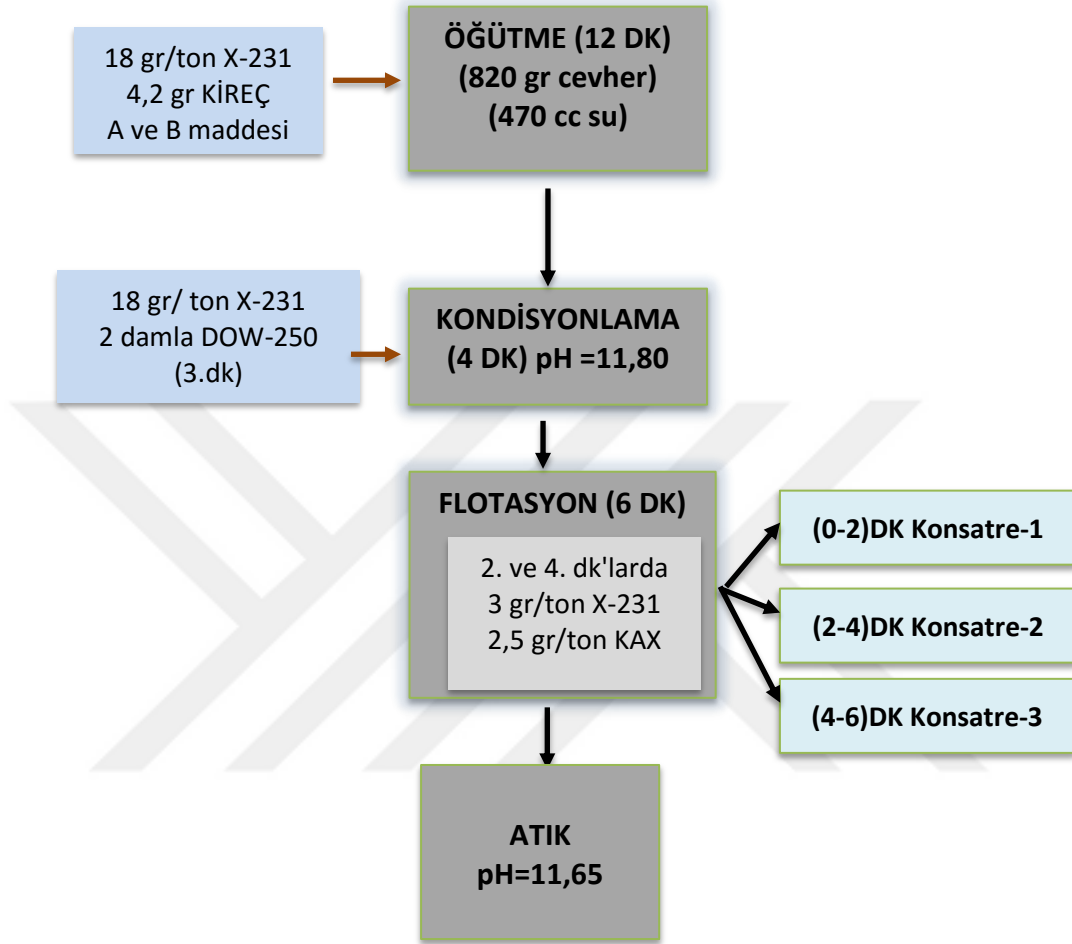 18 gr/ton X-231
4,2 gr KİREÇ
A ve B maddesi
ÖĞÜTME (12 DK)
(820 gr cevher)
(470 cc su)
18 gr/ ton X-231
2 damla DOW-250
(3.dk)
KONDİSYONLAMA
(4 DK) pH =11,80
FLOTASYON (6 DK)
2. ve 4. dk'larda
3 gr/ton X-231
2,5 gr/ton KAX
(0-2)DK Konsatre-1
(2-4)DK Konsatre-2
(4-6)DK Konsatre-3
ATIK
pH=11,65